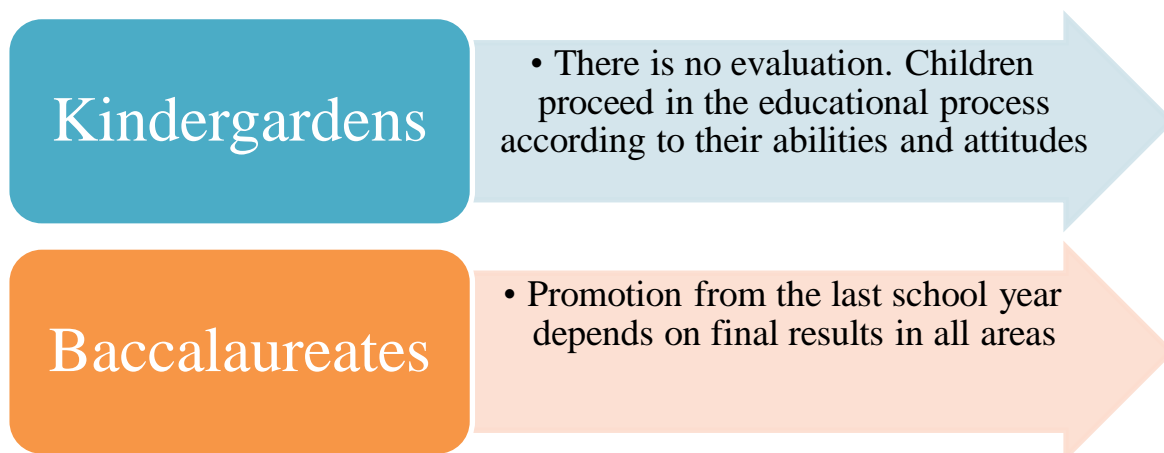 Kindergardens
• There is no evaluation. Children
proceed in the educational process
according to their abilities and attitudes
Baccalaureates
• Promotion from the last school year
depends on final results in all areas